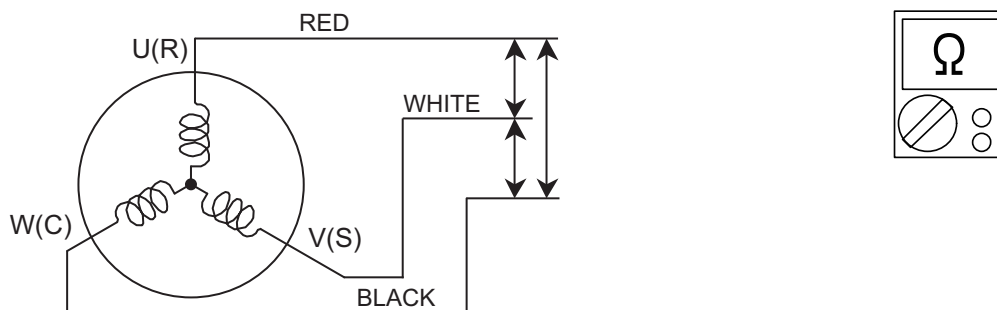 RED
U(R)
WHITE
W(C)
V(S)
BLACK
Ω